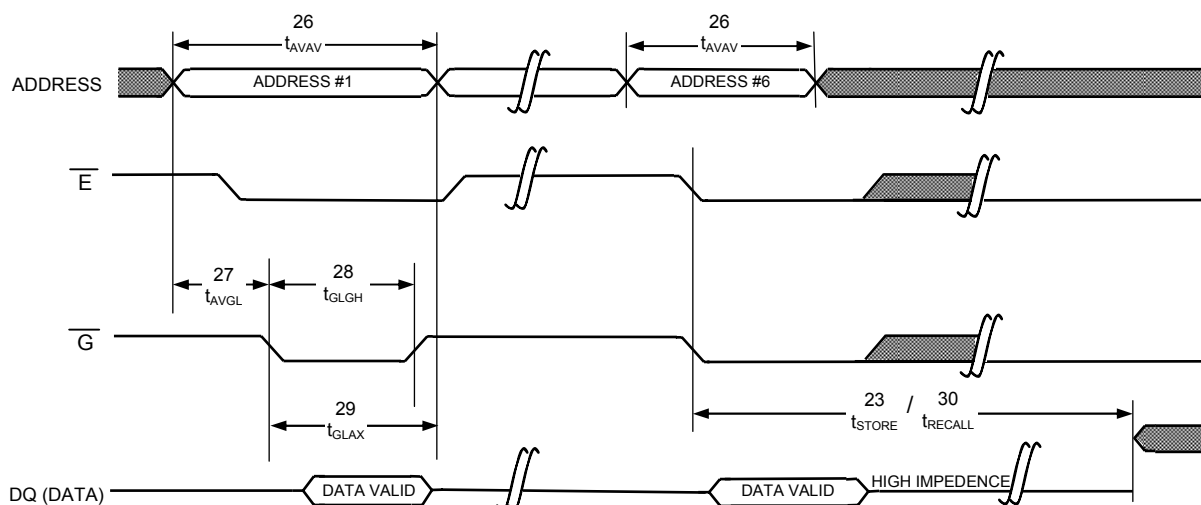 26
tAVAV
26
tAVAV
ADDRESS
ADDRESS #1
ADDRESS #6
E
27
tAVGL
28
tGLGH
G
23 / 30
tSTORE tRECALL
29
tGLAX
DQ (DATA)
DATA VALID
DATA VALID
HIGH IMPEDENCE